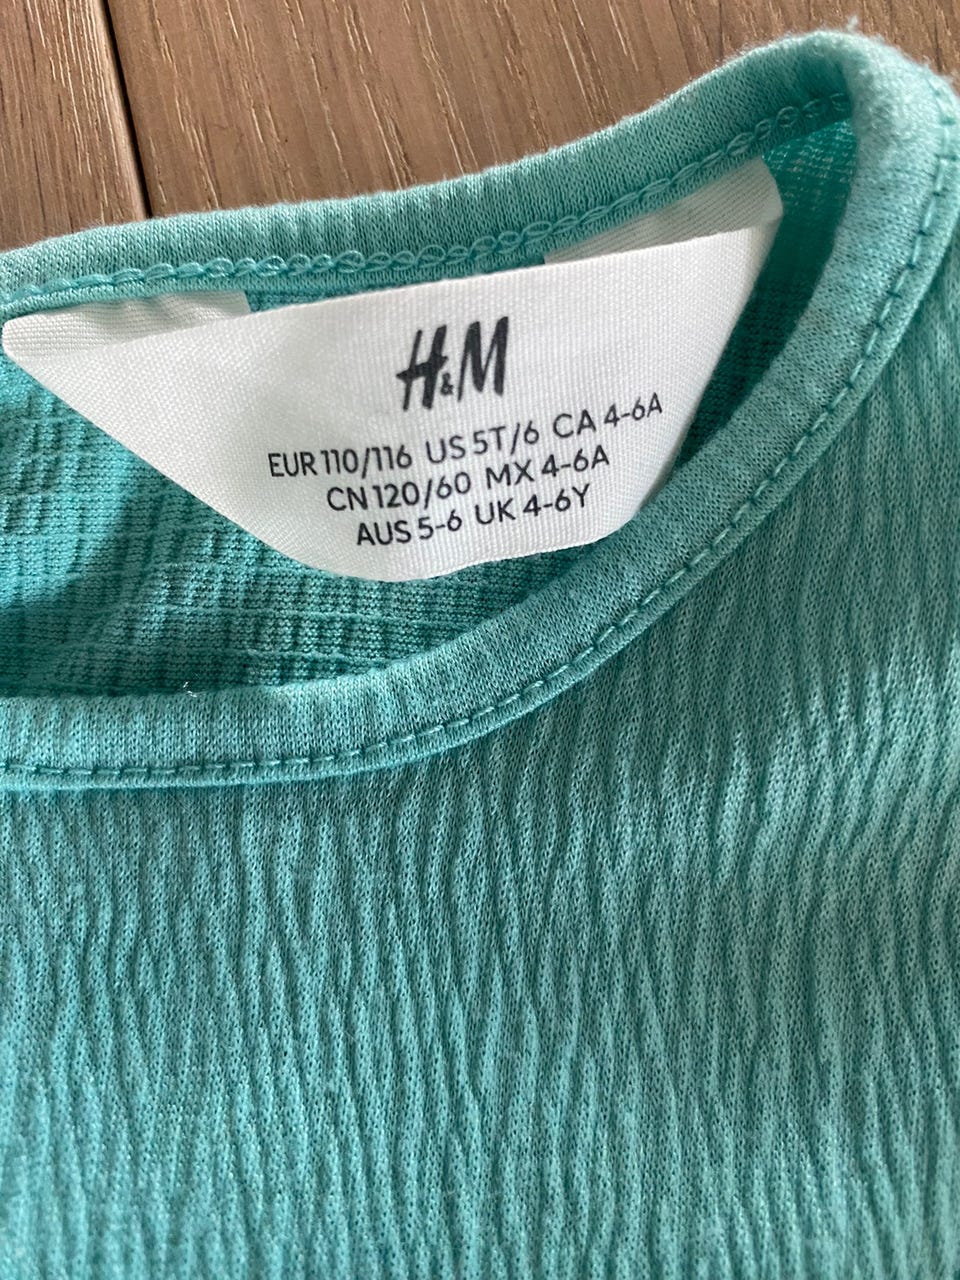 H&M
EUR 110/116 US 5T/6 CA 4-6A
CN 120/60 MX 4-6A
AUS 5-6 UK 4-6Y